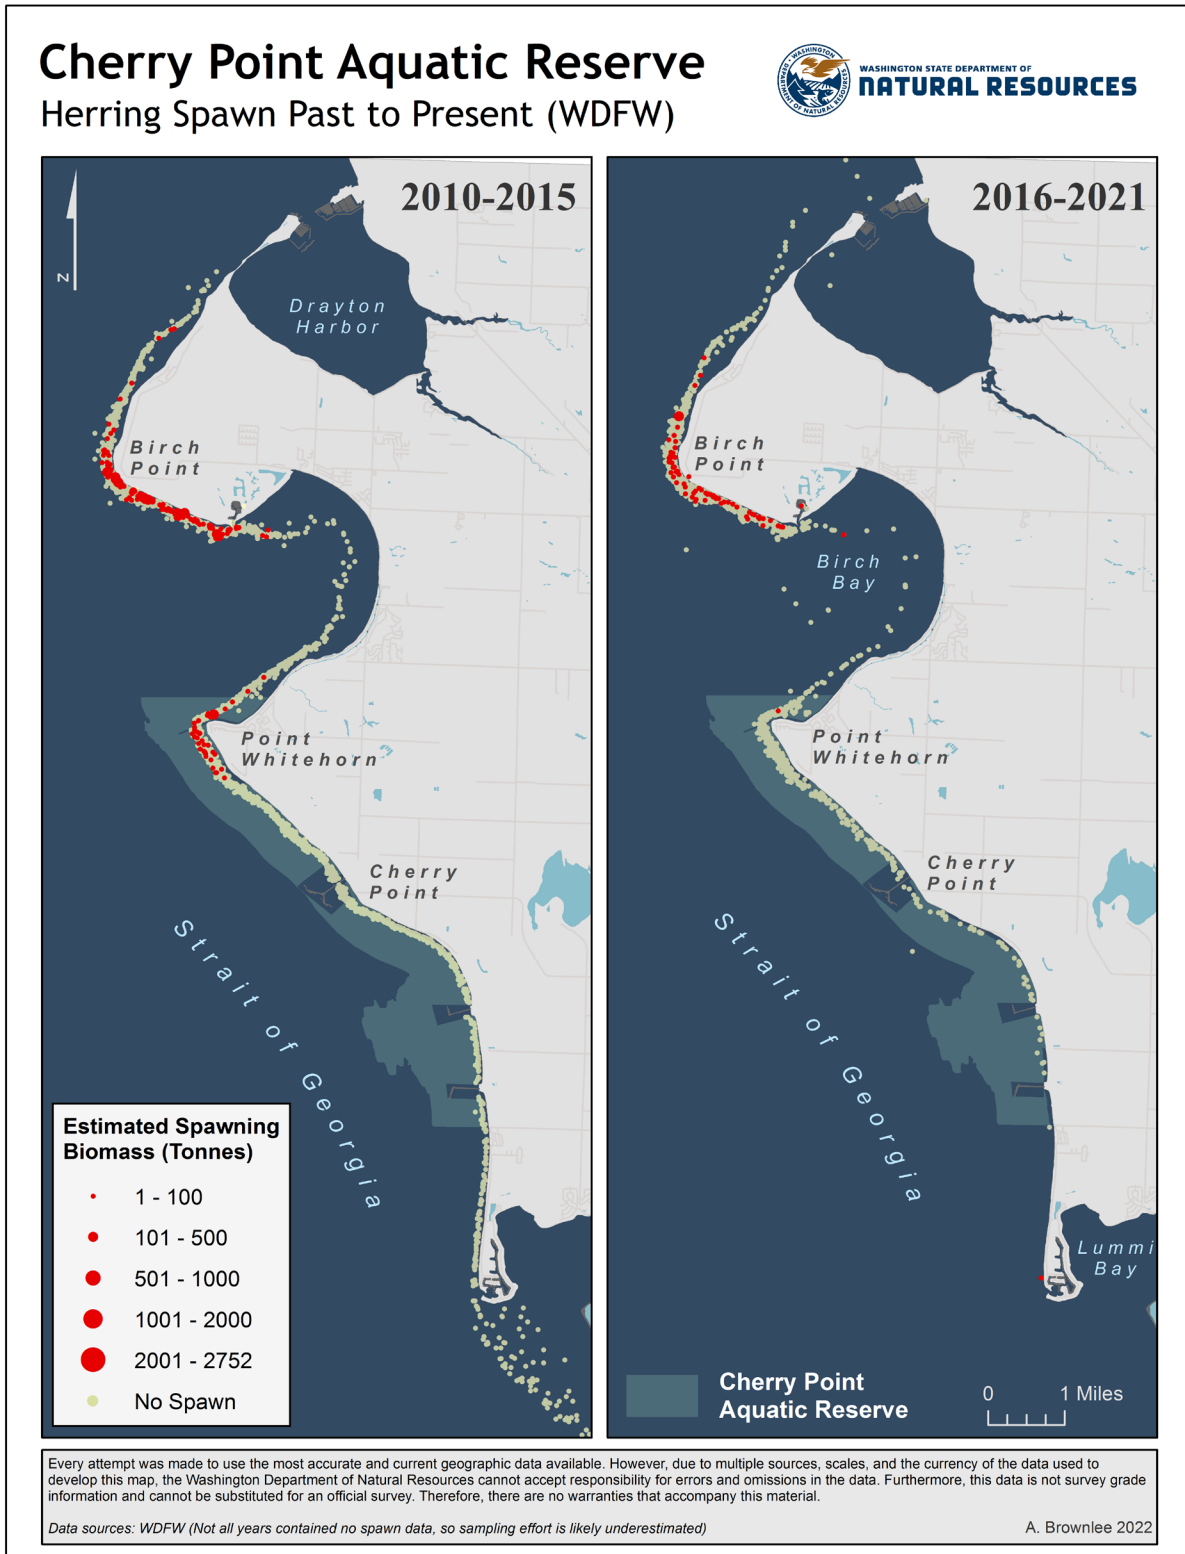 Cherry Point Aquatic Reserve
Herring Spawn Past to Present (WDFW)
WASHINGTON
DEPARTMENT OF NATURAL RESOURCES
WASHINGTON STATE DEPARTMENT OF
NATURAL RESOURCES
2010-2015
N
Drayton
Harbor
Birch
Point
Point
Whitehorn
Cherry
Point
Strait of Georgia
Estimated Spawning
Biomass (Tonnes)
1 - 100
101 - 500
501 - 1000
1001 - 2000
2001 - 2752
No Spawn
2016-2021
Birch
Point
Birch
Bay
Point
Whitehorn
Cherry
Point
Strait of Georgia
Lummi
Bay
Cherry Point
Aquatic Reserve
0 1 Miles
Every attempt was made to use the most accurate and current geographic data available. However, due to multiple sources, scales, and the currency of the data used to
develop this map, the Washington Department of Natural Resources cannot accept responsibility for errors and omissions in the data. Furthermore, this data is not survey grade
information and cannot be substituted for an official survey. Therefore, there are no warranties that accompany this material.
Data sources: WDFW (Not all years contained no spawn data, so sampling effort is likely underestimated)
A. Brownlee 2022